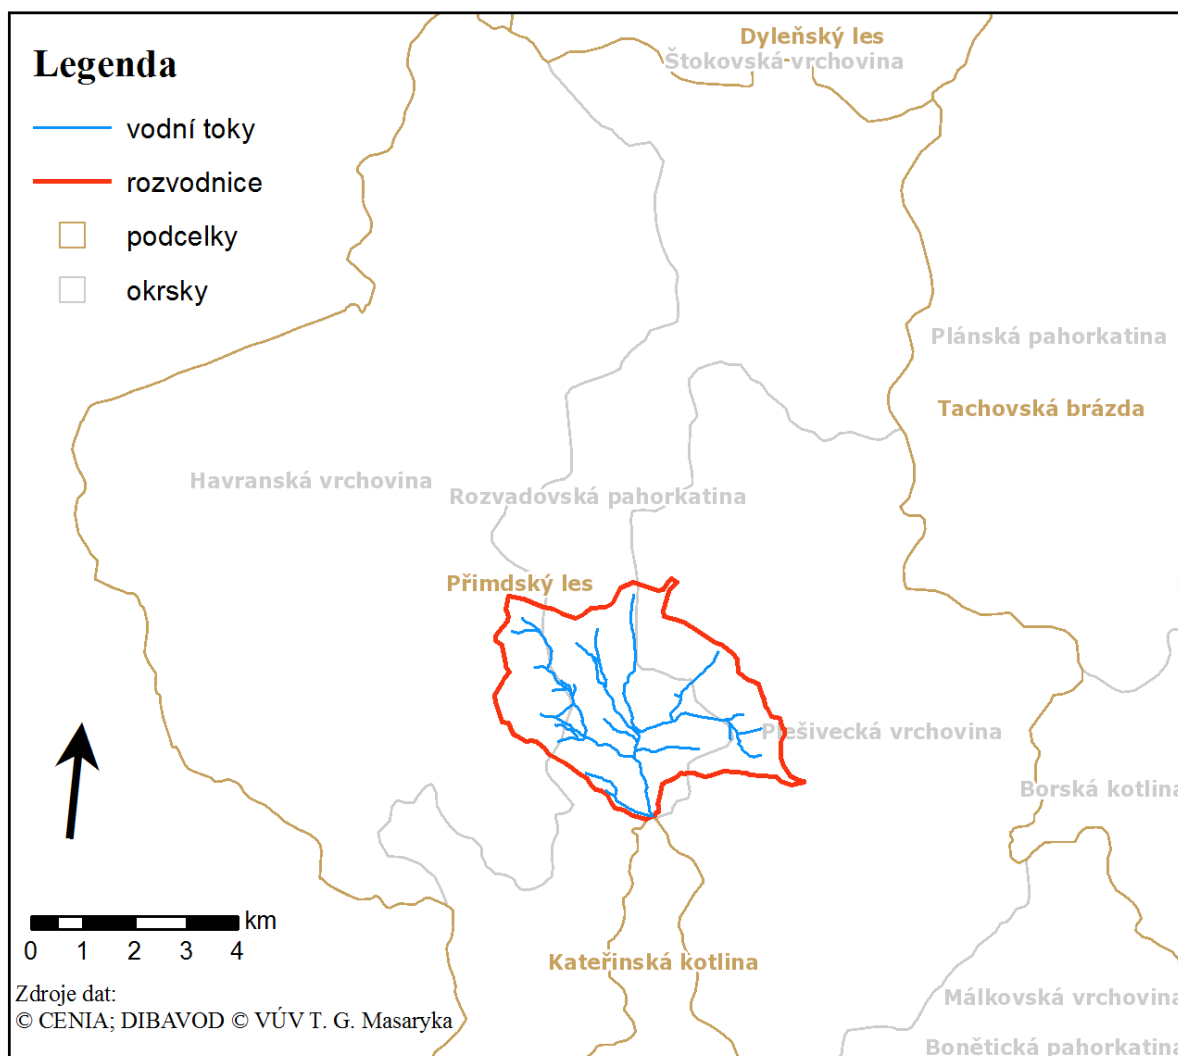 Dyleňský les
Štokovská vrchovina
Legenda
vodní toky
rozvodnice
podcelky
okrsky
Plánská pahorkatina
Tachovská brázda
Havranská vrchovina
Rozvadovská pahorkatina
Přimdský les
Plešivecká vrchovina
Borská kotlina
km
0 1 2 3 4
Kateřinská kotlina
Zdroje dat:
© CENIA; DIBAVOD © VÚV T. G. Masaryka
Málkovská vrchovina
Bonětická pahorkatina